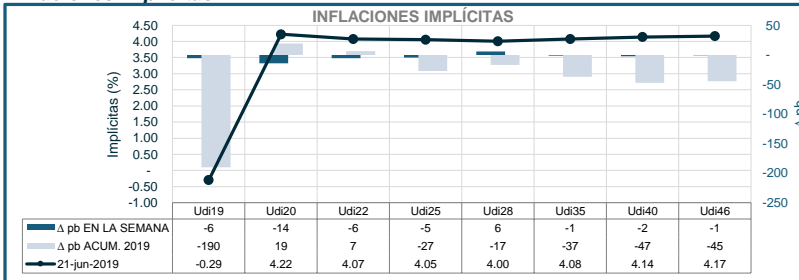 INFLACIONES IMPLÍCITAS
Implícitas (%)
4.50
4.00
3.50
3.00
2.50
2.00
1.50
1.00
0.50
-
-0.50
-1.00
50
-
-50
-100
-150
-200
-250
Δ pb
Udi19 Udi20 Udi22 Udi25 Udi28 Udi35 Udi40 Udi46
Δ pb EN LA SEMANA -6 -14 -6 -5 6 -1 -2 -1
Δ pb ACUM. 2019 -190 19 7 -27 -17 -37 -47 -45
21-jun-2019 -0.29 4.22 4.07 4.05 4.00 4.08 4.14 4.17